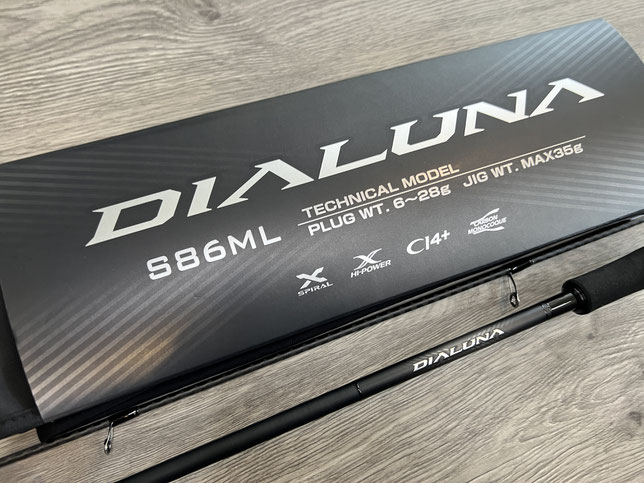 DIALUNA
TECHNICAL MODEL
S86ML PLUG WT. 6~28g JIG WT. MAX35g
X SPIRAL
X HI-POWER
CI4+
CARBON MONOCOQUE
DIALUNA